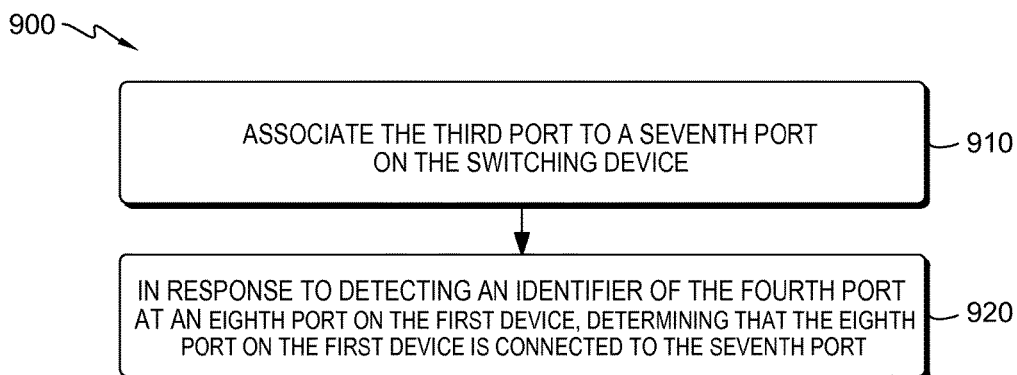 900
ASSOCIATE THE THIRD PORT TO A SEVENTH PORT
ON THE SWITCHING DEVICE
910
IN RESPONSE TO DETECTING AN IDENTIFIER OF THE FOURTH PORT
AT AN EIGHTH PORT ON THE FIRST DEVICE, DETERMINING THAT THE EIGHTH
PORT ON THE FIRST DEVICE IS CONNECTED TO THE SEVENTH PORT
920